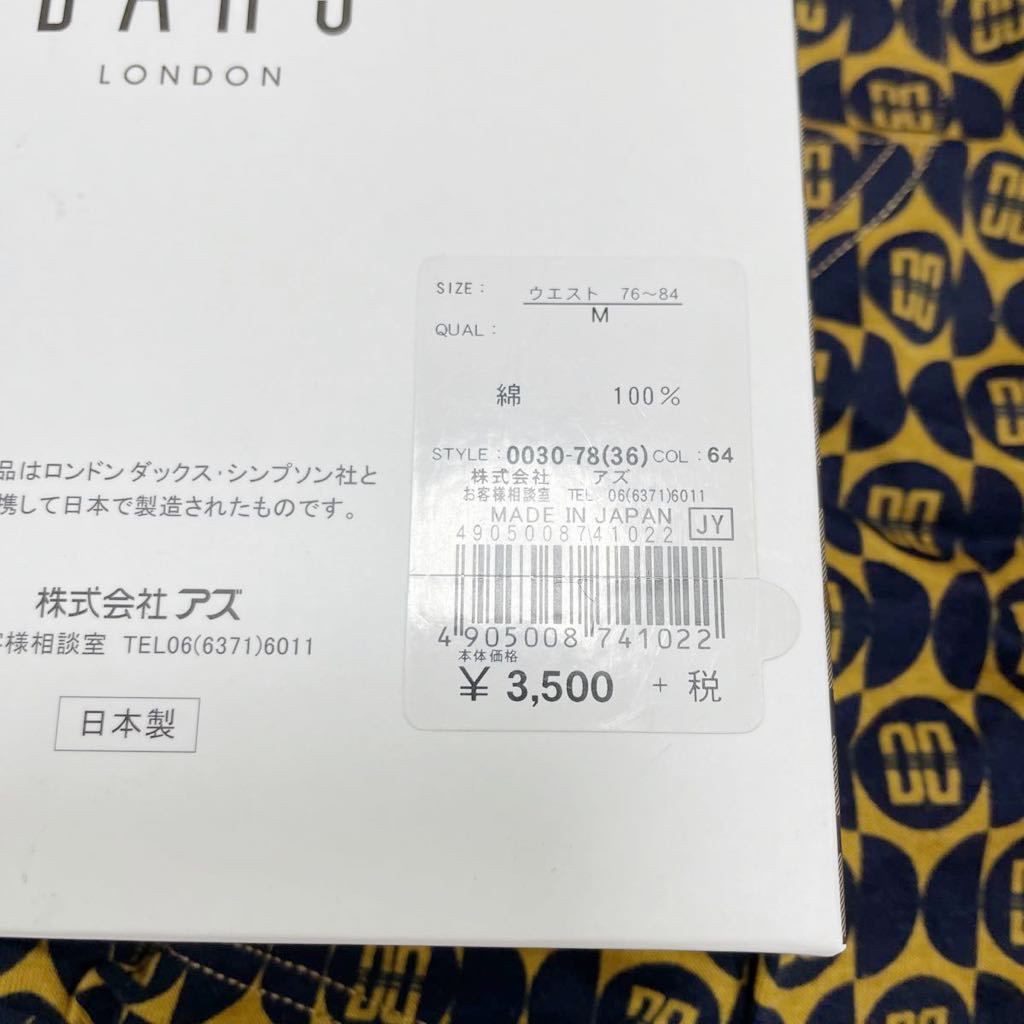 LONDON
SIZE : ウエスト 76～84
M
QUAL :
綿 100%
STYLE : 0030-78(36) COL : 64
株式会社 アズ
お客様相談室 TEL 06(6371)6011
MADE IN JAPAN JY
4905008741022
4 905008 741022
本体価格
¥ 3,500 + 税
品はロンドン ダックス・シンプソン社と
携して日本で製造されたものです。
株式会社 アズ
客様相談室 TEL06(6371)6011
日本製